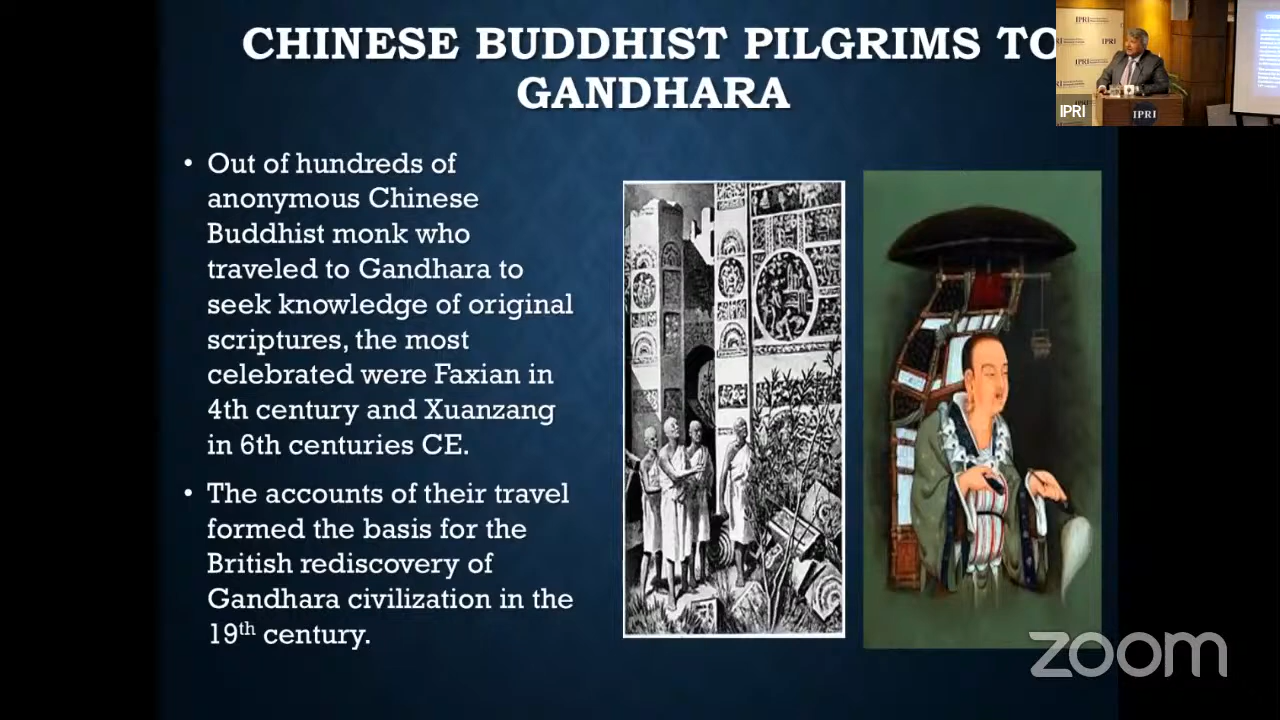 CHINESE BUDDHIST PILGRIMS TO
GANDHARA
• Out of hundreds of
anonymous Chinese
Buddhist monk who
traveled to Gandhara to
seek knowledge of original
scriptures, the most
celebrated were Faxian in
4th century and Xuanzang
in 6th centuries CE.
• The accounts of their travel
formed the basis for the
British rediscovery of
Gandhara civilization in the
19th century.
IPRI
IPRI
IPRI
IPRI
IPRI
IPRI
zoom